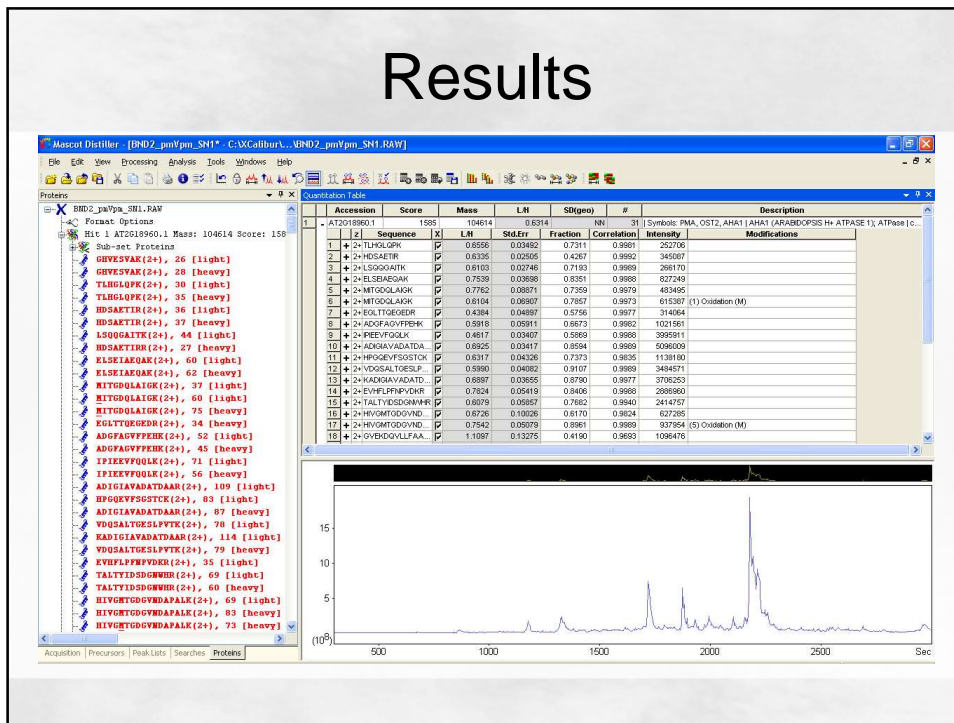 Results
Mascot Distiller - [BND2_pmVpm_SN1* - C:\XCalibur\...\BND2_pmVpm_SN1.RAW]
File Edit View Processing Analysis Tools Windows Help
Proteins
BND2_pmVpm_SN1.RAW
Format Options
Hit 1 AT2G18960.1 Mass: 104614 Score: 158
Sub-set Proteins
GHVESVAK(2+), 26 [light]
GHVESVAK(2+), 28 [heavy]
TLHGLQPK(2+), 30 [light]
TLHGLQPK(2+), 35 [heavy]
HDSAETIR(2+), 36 [light]
HDSAETIR(2+), 37 [heavy]
LSQQGAITK(2+), 44 [light]
HDSAETIRR(2+), 27 [heavy]
ELSEIAEQAK(2+), 60 [light]
ELSEIAEQAK(2+), 62 [heavy]
MITGDQLAIGK(2+), 37 [light]
MITGDQLAIGK(2+), 60 [light]
MITGDQLAIGK(2+), 75 [heavy]
EGLTTQEGEDR(2+), 34 [heavy]
ADGFAGVFPEHK(2+), 52 [light]
ADGFAGVFPEHK(2+), 45 [heavy]
IPIEEVFQQLK(2+), 71 [light]
IPIEEVFQQLK(2+), 56 [heavy]
ADIGIAVADATDAAR(2+), 109 [light]
HPGQEVFSGSTCK(2+), 83 [light]
ADIGIAVADATDAAR(2+), 87 [heavy]
VDQSALTGESLPVTK(2+), 78 [light]
KADIGIAVADATDAAR(2+), 114 [light]
VDQSALTGESLPVTK(2+), 79 [heavy]
EVHFLPFNPVDKR(2+), 35 [light]
TALTYIDSDGNWHR(2+), 69 [light]
TALTYIDSDGNWHR(2+), 60 [heavy]
HIVGMTGDGVNDAPALK(2+), 69 [light]
HIVGMTGDGVNDAPALK(2+), 83 [heavy]
HIVGMTGDGVNDAPALK(2+), 73 [heavy]
Acquisition Precursors Peak Lists Searches Proteins
Quantitation Table
Accession Score Mass L/H SD(geo) # Description
1 - AT2G18960.1 1585 104614 0.6314 NN 31 | Symbols: PMA, OST2, AHA1 | AHA1 (ARABIDOPSIS H+ ATPASE 1); ATPase | c...
z Sequence X L/H Std.Err Fraction Correlation Intensity Modifications
1 + 2+ TLHGLQPK 0.6556 0.03492 0.7311 0.9981 252706
2 + 2+ HDSAETIR 0.6335 0.02505 0.4267 0.9992 345087
3 + 2+ LSQQGAITK 0.6103 0.02746 0.7193 0.9989 266170
4 + 2+ ELSEIAEQAK 0.7539 0.03698 0.8351 0.9988 827249
5 + 2+ MITGDQLAIGK 0.7762 0.08871 0.7359 0.9979 483495
6 + 2+ MITGDQLAIGK 0.6104 0.06907 0.7857 0.9973 615387 (1) Oxidation (M)
7 + 2+ EGLTTQEGEDR 0.4384 0.04897 0.5756 0.9977 314064
8 + 2+ ADGFAGVFPEHK 0.5918 0.05911 0.6673 0.9982 1021561
9 + 2+ IPIEEVFQQLK 0.4617 0.03407 0.5869 0.9988 3995911
10 + 2+ ADIGIAVADATDA... 0.6925 0.03417 0.8594 0.9989 5096009
11 + 2+ HPGQEVFSGSTCK 0.6317 0.04326 0.7373 0.9835 1138180
12 + 2+ VDQSALTGESLP... 0.5990 0.04082 0.9107 0.9989 3484571
13 + 2+ KADIGIAVADATD... 0.6897 0.03655 0.8790 0.9977 3706253
14 + 2+ EVHFLPFNPVDKR 0.7824 0.05419 0.8406 0.9988 2886960
15 + 2+ TALTYIDSDGNWHR 0.6079 0.05857 0.7682 0.9940 2414757
16 + 2+ HIVGMTGDGVND... 0.6726 0.10026 0.6170 0.9824 627285
17 + 2+ HIVGMTGDGVND... 0.7542 0.05079 0.8961 0.9989 937954 (5) Oxidation (M)
18 + 2+ GVEKDQVLLFAA... 1.1097 0.13275 0.4190 0.9693 1096476
15
10
5
500 1000 1500 2000 2500 Sec